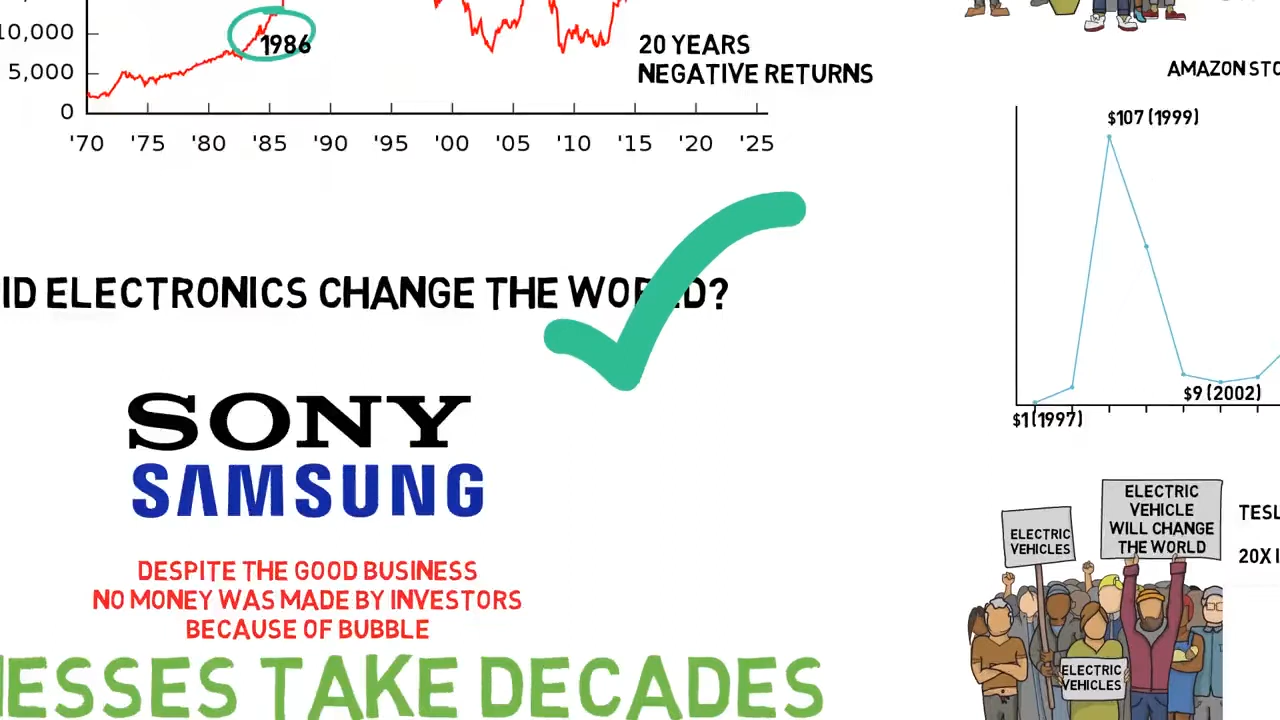 10,000
1986
5,000
0
'70 '75 '80 '85 '90 '95 '00 '05 '10 '15 '20 '25
20 YEARS
NEGATIVE RETURNS
ID ELECTRONICS CHANGE THE WORLD?
SONY
SAMSUNG
DESPITE THE GOOD BUSINESS
NO MONEY WAS MADE BY INVESTORS
BECAUSE OF BUBBLE
ESSES TAKE DECADES
AMAZON STO
$107 (1999)
$9 (2002)
$1 (1997)
ELECTRIC
VEHICLES
ELECTRIC
VEHICLE
WILL CHANGE
THE WORLD
ELECTRIC
VEHICLES
TESL
20X I